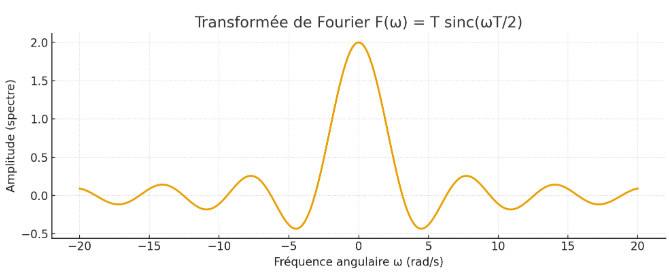 Transformée de Fourier F(ω) = T sinc(ωT/2)
Amplitude (spectre)
2.0
1.5
1.0
0.5
0.0
−0.5
−20 −15 −10 −5 0 5 10 15 20
Fréquence angulaire ω (rad/s)